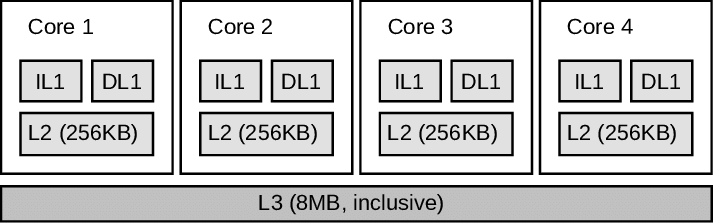 Core 1 Core 2 Core 3 Core 4
IL1 DL1 IL1 DL1 IL1 DL1 IL1 DL1
L2 (256KB) L2 (256KB) L2 (256KB) L2 (256KB)
L3 (8MB, inclusive)